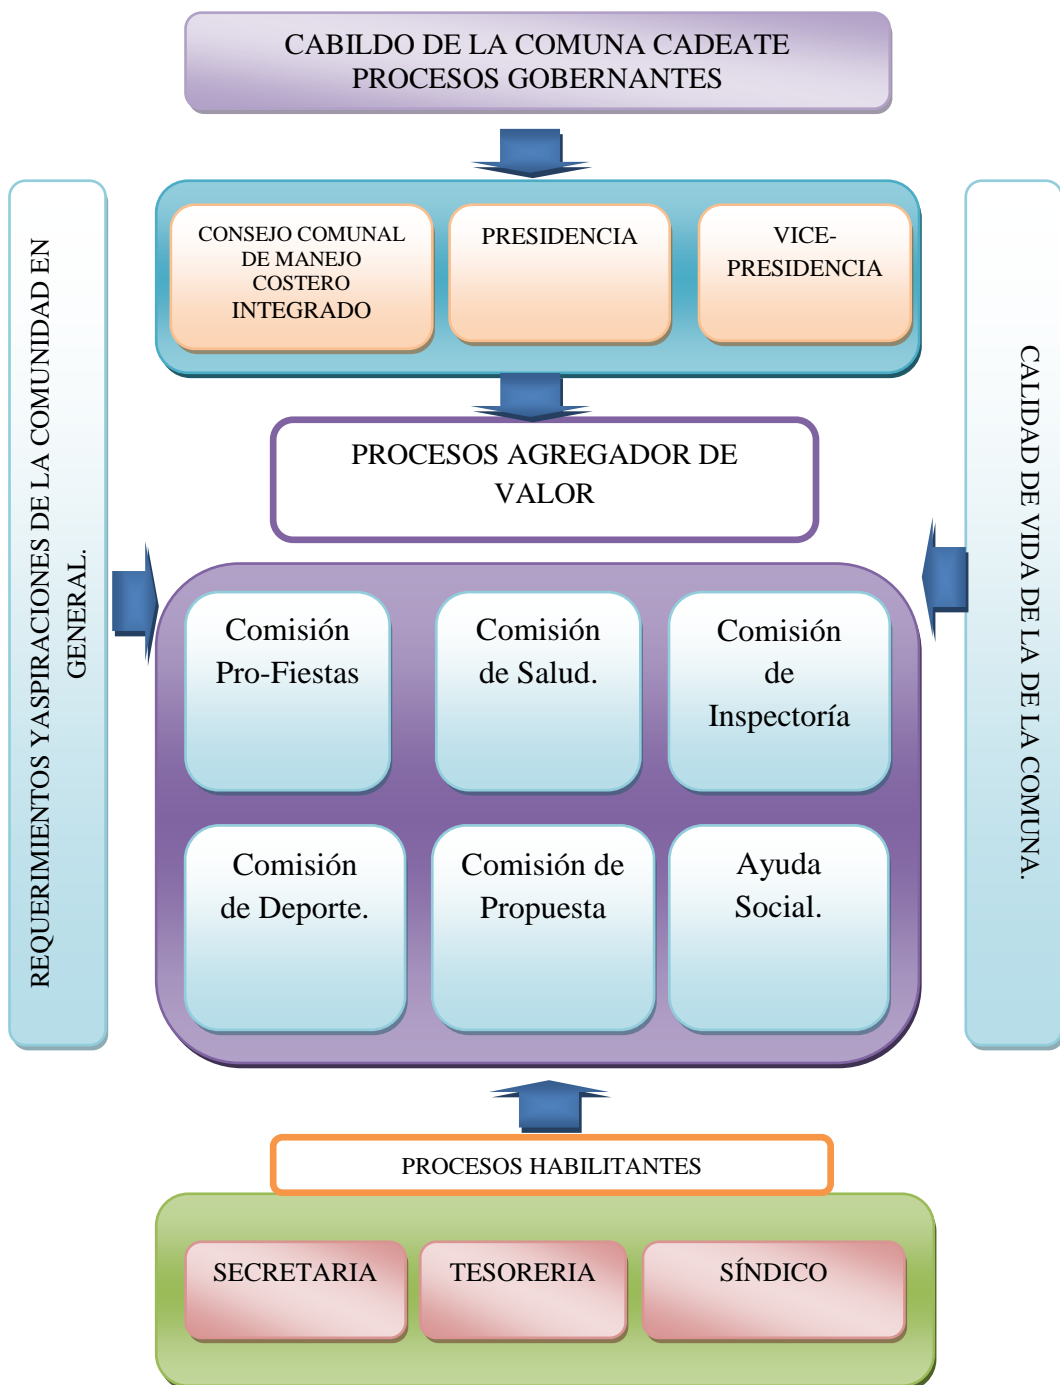 CABILDO DE LA COMUNA CADEATE
PROCESOS GOBERNANTES
CONSEJO COMUNAL
DE MANEJO
COSTERO
INTEGRADO
PRESIDENCIA
VICE-
PRESIDENCIA
REQUERIMIENTOS YASPIRACIONES DE LA COMUNIDAD EN
GENERAL.
PROCESOS AGREGADOR DE
VALOR
Comisión
Pro-Fiestas
Comisión
de Salud.
Comisión
de
Inspectoría
Comisión
de Deporte.
Comisión de
Propuesta
Ayuda
Social.
CALIDAD DE VIDA DE LA DE LA COMUNA.
PROCESOS HABILITANTES
SECRETARIA
TESORERIA
SÍNDICO